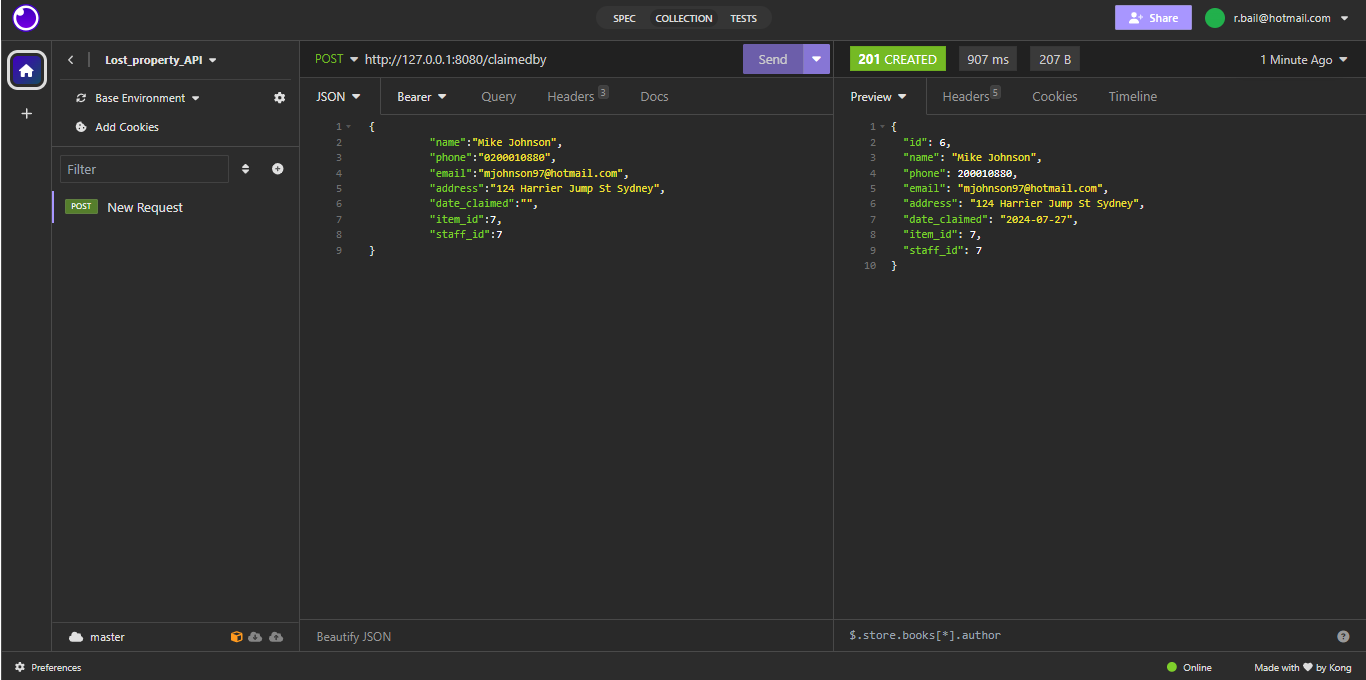 SPEC COLLECTION TESTS Share r.bail@hotmail.com
Lost_property_API
Base Environment
Add Cookies
Filter
POST New Request
master
POST http://127.0.0.1:8080/claimedby Send
JSON Bearer Query Headers 3 Docs
1 {
2 "name":"Mike Johnson",
3 "phone":"0200010880",
4 "email":"mjohnson97@hotmail.com",
5 "address":"124 Harrier Jump St Sydney",
6 "date_claimed":"",
7 "item_id":7,
8 "staff_id":7
9 }
Beautify JSON
201 CREATED 907 ms 207 B 1 Minute Ago
Preview Headers 5 Cookies Timeline
1 {
2 "id": 6,
3 "name": "Mike Johnson",
4 "phone": 200010880,
5 "email": "mjohnson97@hotmail.com",
6 "address": "124 Harrier Jump St Sydney",
7 "date_claimed": "2024-07-27",
8 "item_id": 7,
9 "staff_id": 7
10 }
$.store.books[*].author ?
Preferences Online Made with ♥ by Kong